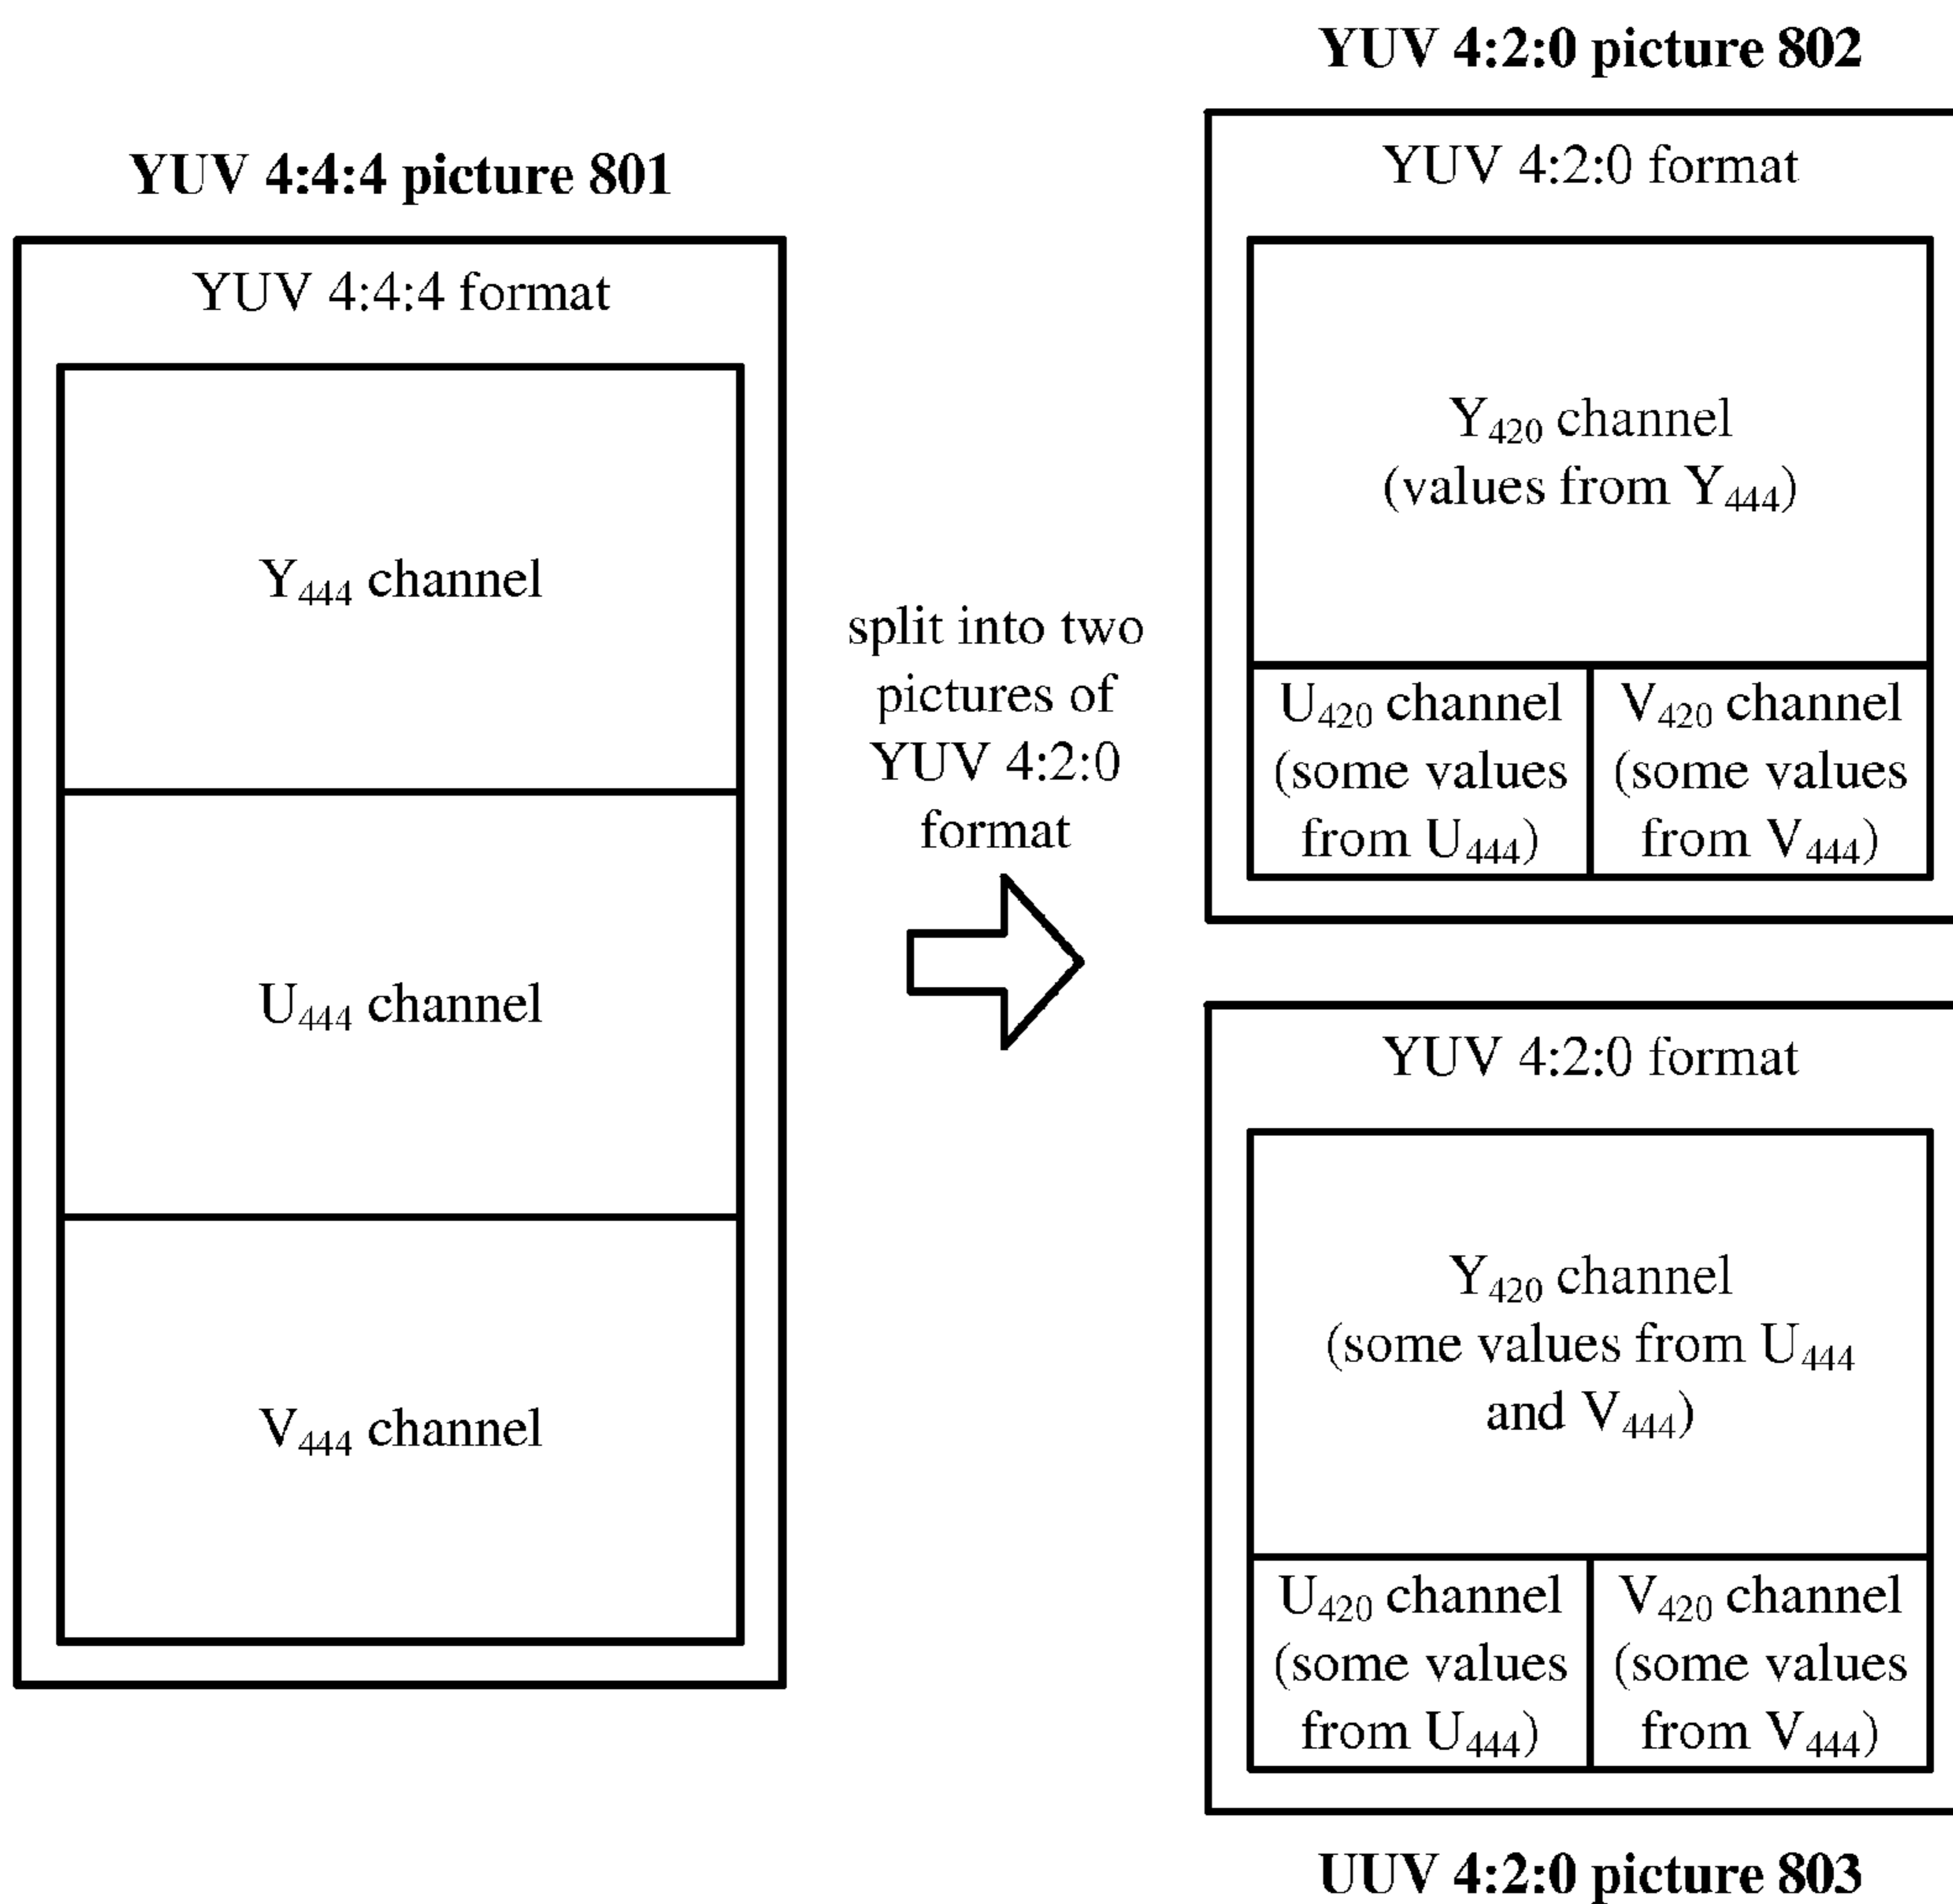 YUV 4:4:4 picture 801
YUV 4:4:4 format
Y444 channel
U444 channel
V444 channel
split into two
pictures of
YUV 4:2:0
format
YUV 4:2:0 picture 802
YUV 4:2:0 format
Y420 channel
(values from Y444)
U420 channel
(some values
from U444)
V420 channel
(some values
from V444)
YUV 4:2:0 format
Y420 channel
(some values from U444
and V444)
U420 channel
(some values
from U444)
V420 channel
(some values
from V444)
UUV 4:2:0 picture 803